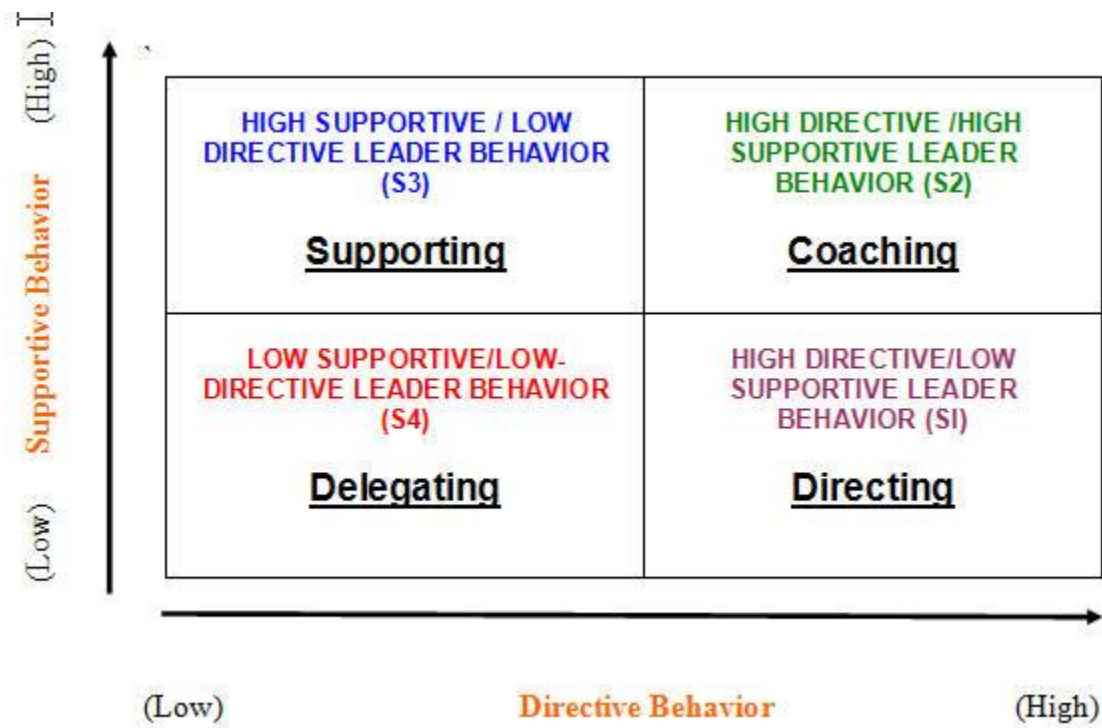 (High)
Supportive Behavior
(Low)
HIGH SUPPORTIVE / LOW
DIRECTIVE LEADER BEHAVIOR
(S3)
Supporting
HIGH DIRECTIVE /HIGH
SUPPORTIVE LEADER
BEHAVIOR (S2)
Coaching
LOW SUPPORTIVE/LOW-
DIRECTIVE LEADER BEHAVIOR
(S4)
Delegating
HIGH DIRECTIVE/LOW
SUPPORTIVE LEADER
BEHAVIOR (SI)
Directing
(Low)
Directive Behavior
(High)